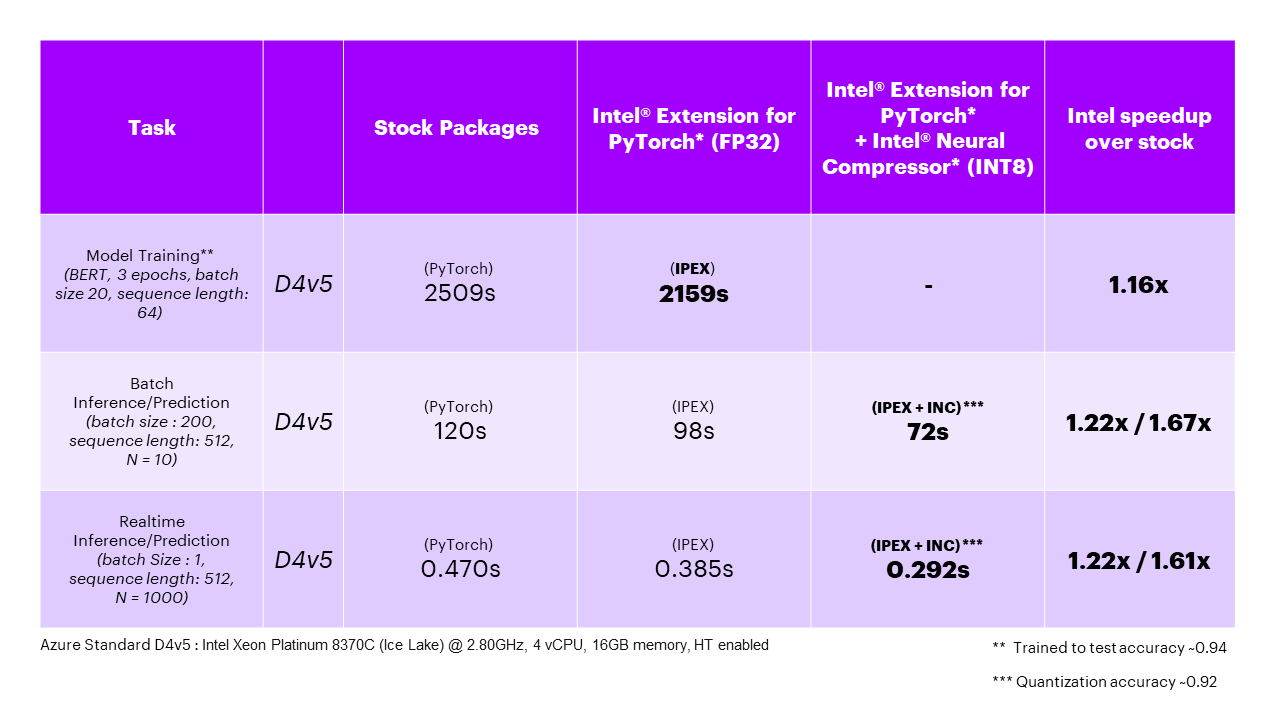 Task
Stock Packages
Intel® Extension for
PyTorch* (FP32)
Intel® Extension for
PyTorch*
+ Intel® Neural
Compressor* (INT8)
Intel speedup
over stock
Model Training**
(BERT, 3 epochs, batch
size 20, sequence length:
64)
D4v5
(PyTorch)
2509s
(IPEX)
2159s
-
1.16x
Batch
Inference/Prediction
(batch size : 200,
sequence length: 512,
N = 10)
D4v5
(PyTorch)
120s
(IPEX)
98s
(IPEX + INC)***
72s
1.22x / 1.67x
Realtime
Inference/Prediction
(batch Size : 1,
sequence length: 512,
N = 1000)
D4v5
(PyTorch)
0.470s
(IPEX)
0.385s
(IPEX + INC)***
0.292s
1.22x / 1.61x
Azure Standard D4v5 : Intel Xeon Platinum 8370C (Ice Lake) @ 2.80GHz, 4 vCPU, 16GB memory, HT enabled
** Trained to test accuracy ~0.94
*** Quantization accuracy ~0.92